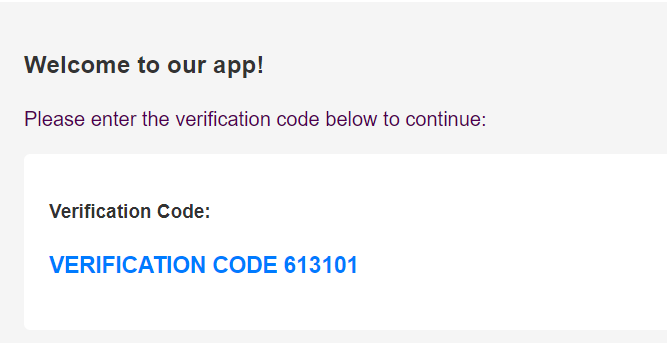 Welcome to our app!
Please enter the verification code below to continue:
Verification Code:
VERIFICATION CODE 613101